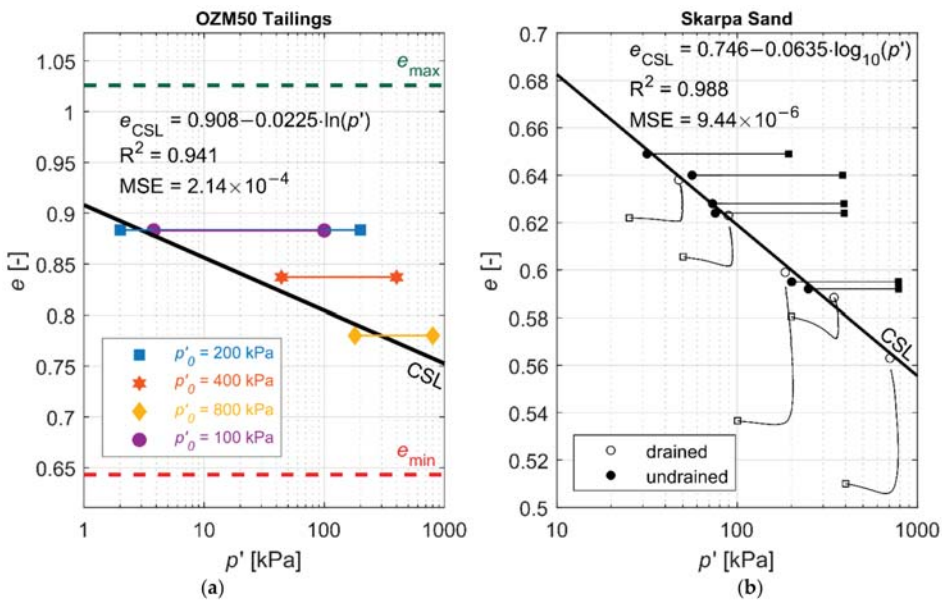 OZM50 Tailings
1.05
1
0.95
0.9
0.85
0.8
0.75
0.7
0.65
e [-]
e_max
e_CSL = 0.908−0.0225·ln(p')
R² = 0.941
MSE = 2.14×10⁻⁴
CSL
p'₀ = 200 kPa
p'₀ = 400 kPa
p'₀ = 800 kPa
p'₀ = 100 kPa
e_min
1 10 100 1000
p' [kPa]
(a)
Skarpa Sand
0.7
0.68
0.66
0.64
0.62
0.6
0.58
0.56
0.54
0.52
0.5
e [-]
e_CSL = 0.746−0.0635·log₁₀(p')
R² = 0.988
MSE = 9.44×10⁻⁶
CSL
drained
undrained
10 100 1000
p' [kPa]
(b)